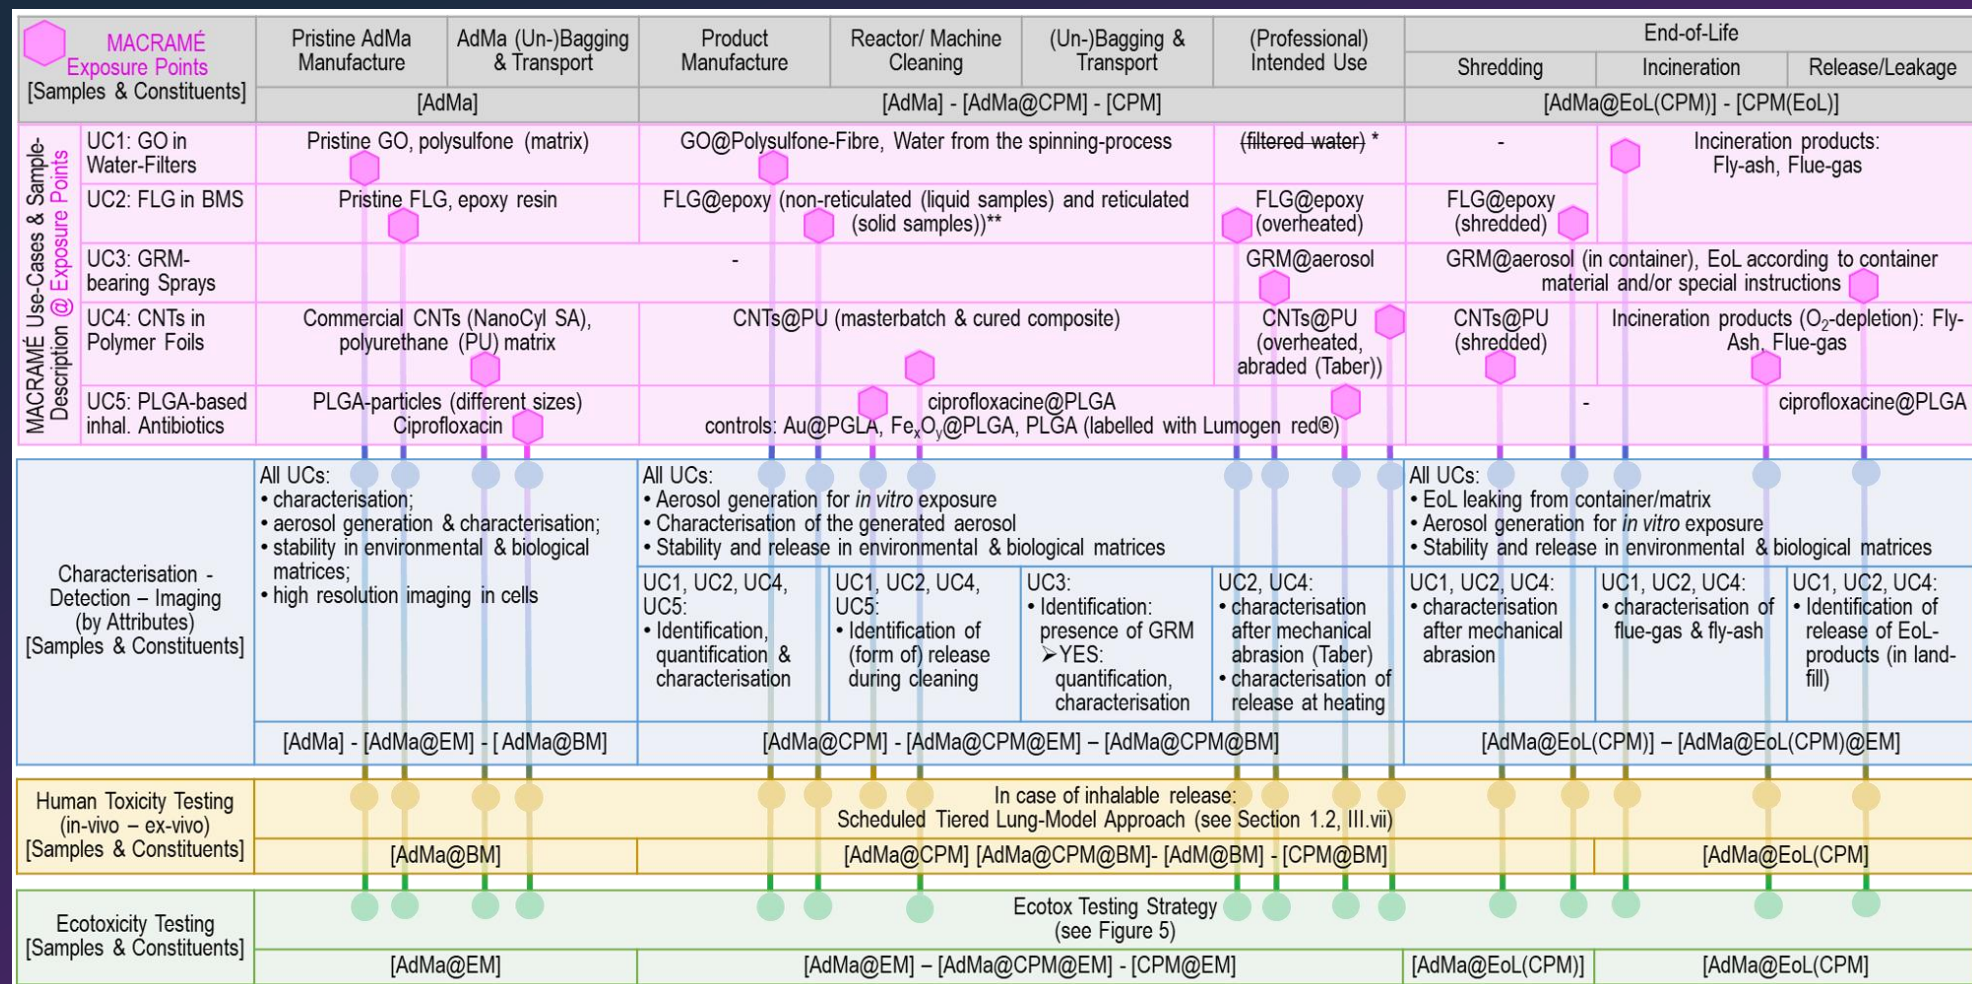 MACRAMÉ
Exposure Points
[Samples & Constituents]
Pristine AdMa
Manufacture
AdMa (Un-)Bagging
& Transport
Product
Manufacture
Reactor/ Machine
Cleaning
(Un-)Bagging &
Transport
(Professional)
Intended Use
End-of-Life
Shredding
Incineration
Release/Leakage
[AdMa]
[AdMa] - [AdMa@CPM] - [CPM]
[AdMa@EoL(CPM)] - [CPM(EoL)]
MACRAMÉ Use-Cases & Sample-
Description @ Exposure Points
UC1: GO in
Water-Filters
Pristine GO, polysulfone (matrix)
GO@Polysulfone-Fibre, Water from the spinning-process
(filtered water) *
-
Incineration products:
Fly-ash, Flue-gas
UC2: FLG in BMS
Pristine FLG, epoxy resin
FLG@epoxy (non-reticulated (liquid samples) and reticulated
(solid samples))**
FLG@epoxy
(overheated)
FLG@epoxy
(shredded)
UC3: GRM-
bearing Sprays
-
GRM@aerosol
GRM@aerosol (in container), EoL according to container
material and/or special instructions
UC4: CNTs in
Polymer Foils
Commercial CNTs (NanoCyl SA),
polyurethane (PU) matrix
CNTs@PU (masterbatch & cured composite)
CNTs@PU
(overheated,
abraded (Taber))
CNTs@PU
(shredded)
Incineration products (O₂-depletion): Fly-
Ash, Flue-gas
UC5: PLGA-based
inhal. Antibiotics
PLGA-particles (different sizes)
Ciprofloxacin
ciprofloxacine@PLGA
controls: Au@PGLA, FexOy@PLGA, PLGA (labelled with Lumogen red®)
-
ciprofloxacine@PLGA
Characterisation -
Detection – Imaging
(by Attributes)
[Samples & Constituents]
All UCs:
• characterisation;
• aerosol generation & characterisation;
• stability in environmental & biological
matrices;
• high resolution imaging in cells
All UCs:
• Aerosol generation for in vitro exposure
• Characterisation of the generated aerosol
• Stability and release in environmental & biological matrices
All UCs:
• EoL leaking from container/matrix
• Aerosol generation for in vitro exposure
• Stability and release in environmental & biological matrices
UC1, UC2, UC4,
UC5:
• Identification,
quantification &
characterisation
UC1, UC2, UC4,
UC5:
• Identification of
(form of) release
during cleaning
UC3:
• Identification:
presence of GRM
➢YES:
quantification,
characterisation
UC2, UC4:
• characterisation
after mechanical
abrasion (Taber)
• characterisation of
release at heating
UC1, UC2, UC4:
• characterisation
after mechanical
abrasion
UC1, UC2, UC4:
• characterisation of
flue-gas & fly-ash
UC1, UC2, UC4:
• Identification of
release of EoL-
products (in land-
fill)
[AdMa] - [AdMa@EM] - [ AdMa@BM]
[AdMa@CPM] - [AdMa@CPM@EM] – [AdMa@CPM@BM]
[AdMa@EoL(CPM)] – [AdMa@EoL(CPM)@EM]
Human Toxicity Testing
(in-vivo – ex-vivo)
[Samples & Constituents]
In case of inhalable release:
Scheduled Tiered Lung-Model Approach (see Section 1.2, III.vii)
[AdMa@BM]
[AdMa@CPM] [AdMa@CPM@BM]- [AdM@BM] - [CPM@BM]
[AdMa@EoL(CPM]
Ecotoxicity Testing
[Samples & Constituents]
Ecotox Testing Strategy
(see Figure 5)
[AdMa@EM]
[AdMa@EM] – [AdMa@CPM@EM] - [CPM@EM]
[AdMa@EoL(CPM)]
[AdMa@EoL(CPM]